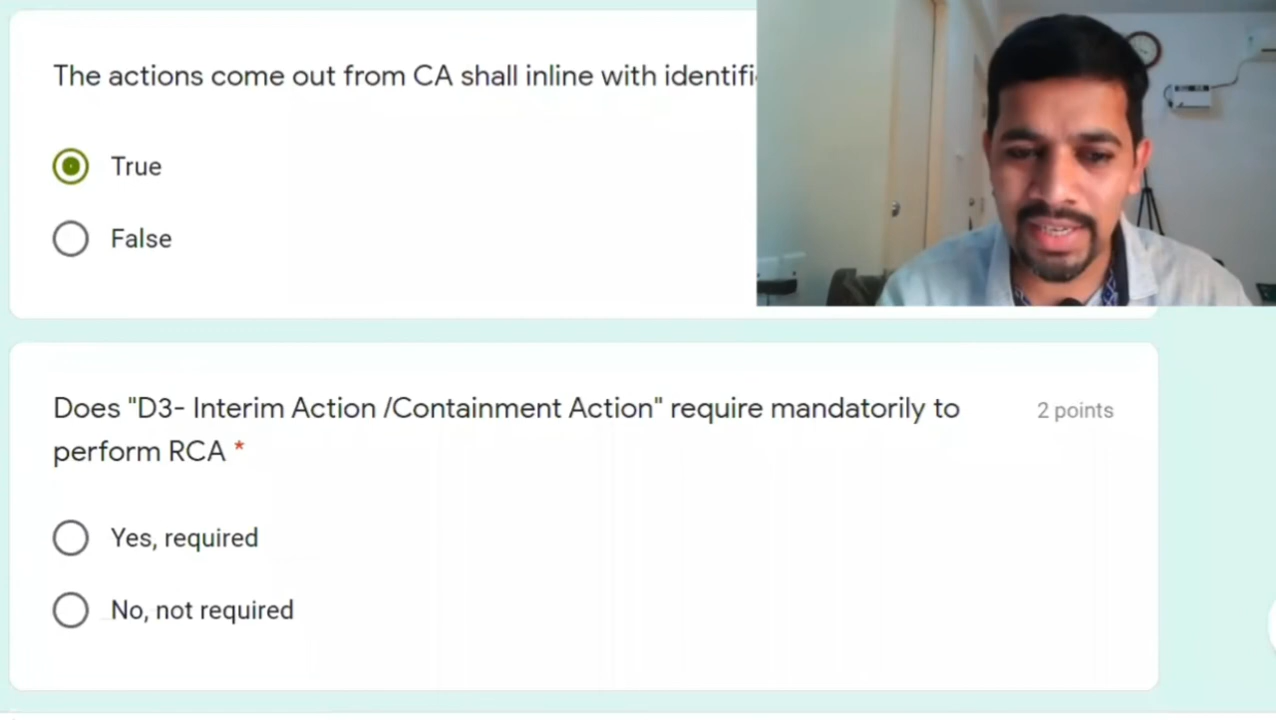 The actions come out from CA shall inline with
True
False
Does "D3- Interim Action /Containment Action" require mandatorily to
perform RCA *
2 points
Yes, required
No, not required